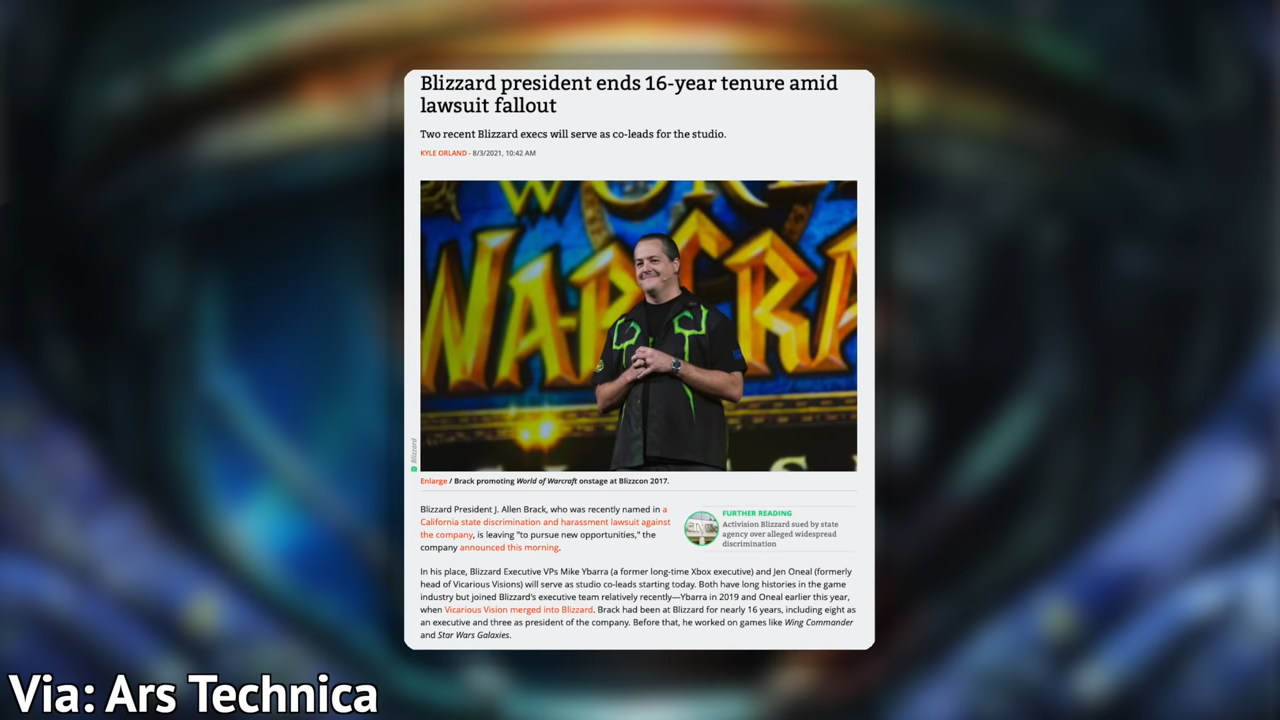 Blizzard president ends 16-year tenure amid
lawsuit fallout
Two recent Blizzard execs will serve as co-leads for the studio.
KYLE ORLAND - 8/3/2021, 10:42 AM
WORL
WARCRA
Blizzard
Enlarge / Brack promoting World of Warcraft onstage at Blizzcon 2017.
Blizzard President J. Allen Brack, who was recently named in a
California state discrimination and harassment lawsuit against
the company, is leaving "to pursue new opportunities," the
company announced this morning.
FURTHER READING
Activision Blizzard sued by state
agency over alleged widespread
discrimination
In his place, Blizzard Executive VPs Mike Ybarra (a former long-time Xbox executive) and Jen Oneal (formerly
head of Vicarious Visions) will serve as studio co-leads starting today. Both have long histories in the game
industry but joined Blizzard's executive team relatively recently—Ybarra in 2019 and Oneal earlier this year,
when Vicarious Vision merged into Blizzard. Brack had been at Blizzard for nearly 16 years, including eight as
an executive and three as president of the company. Before that, he worked on games like Wing Commander
and Star Wars Galaxies.
Via: Ars Technica